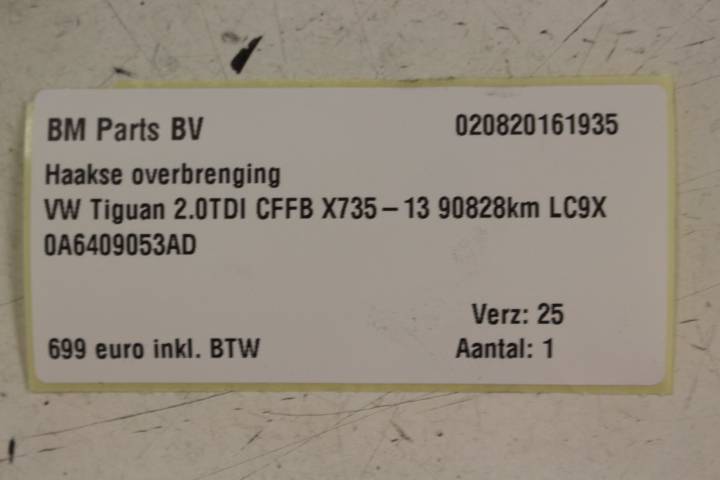 BM Parts BV 020820161935
Haakse overbrenging
VW Tiguan 2.0TDI CFFB X735-13 90828km LC9X
0A6409053AD
Verz: 25
699 euro inkl. BTW Aantal: 1